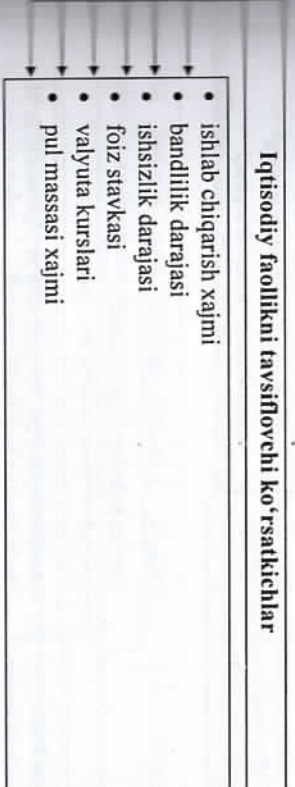 Iqtisodiy faollikni tavsiflovchi ko‘rsatkichlar
• ishlab chiqarish xajmi
• bandlilik darajasi
• ishsizlik darajasi
• foiz stavkasi
• valyuta kurslari
• pul massasi xajmi